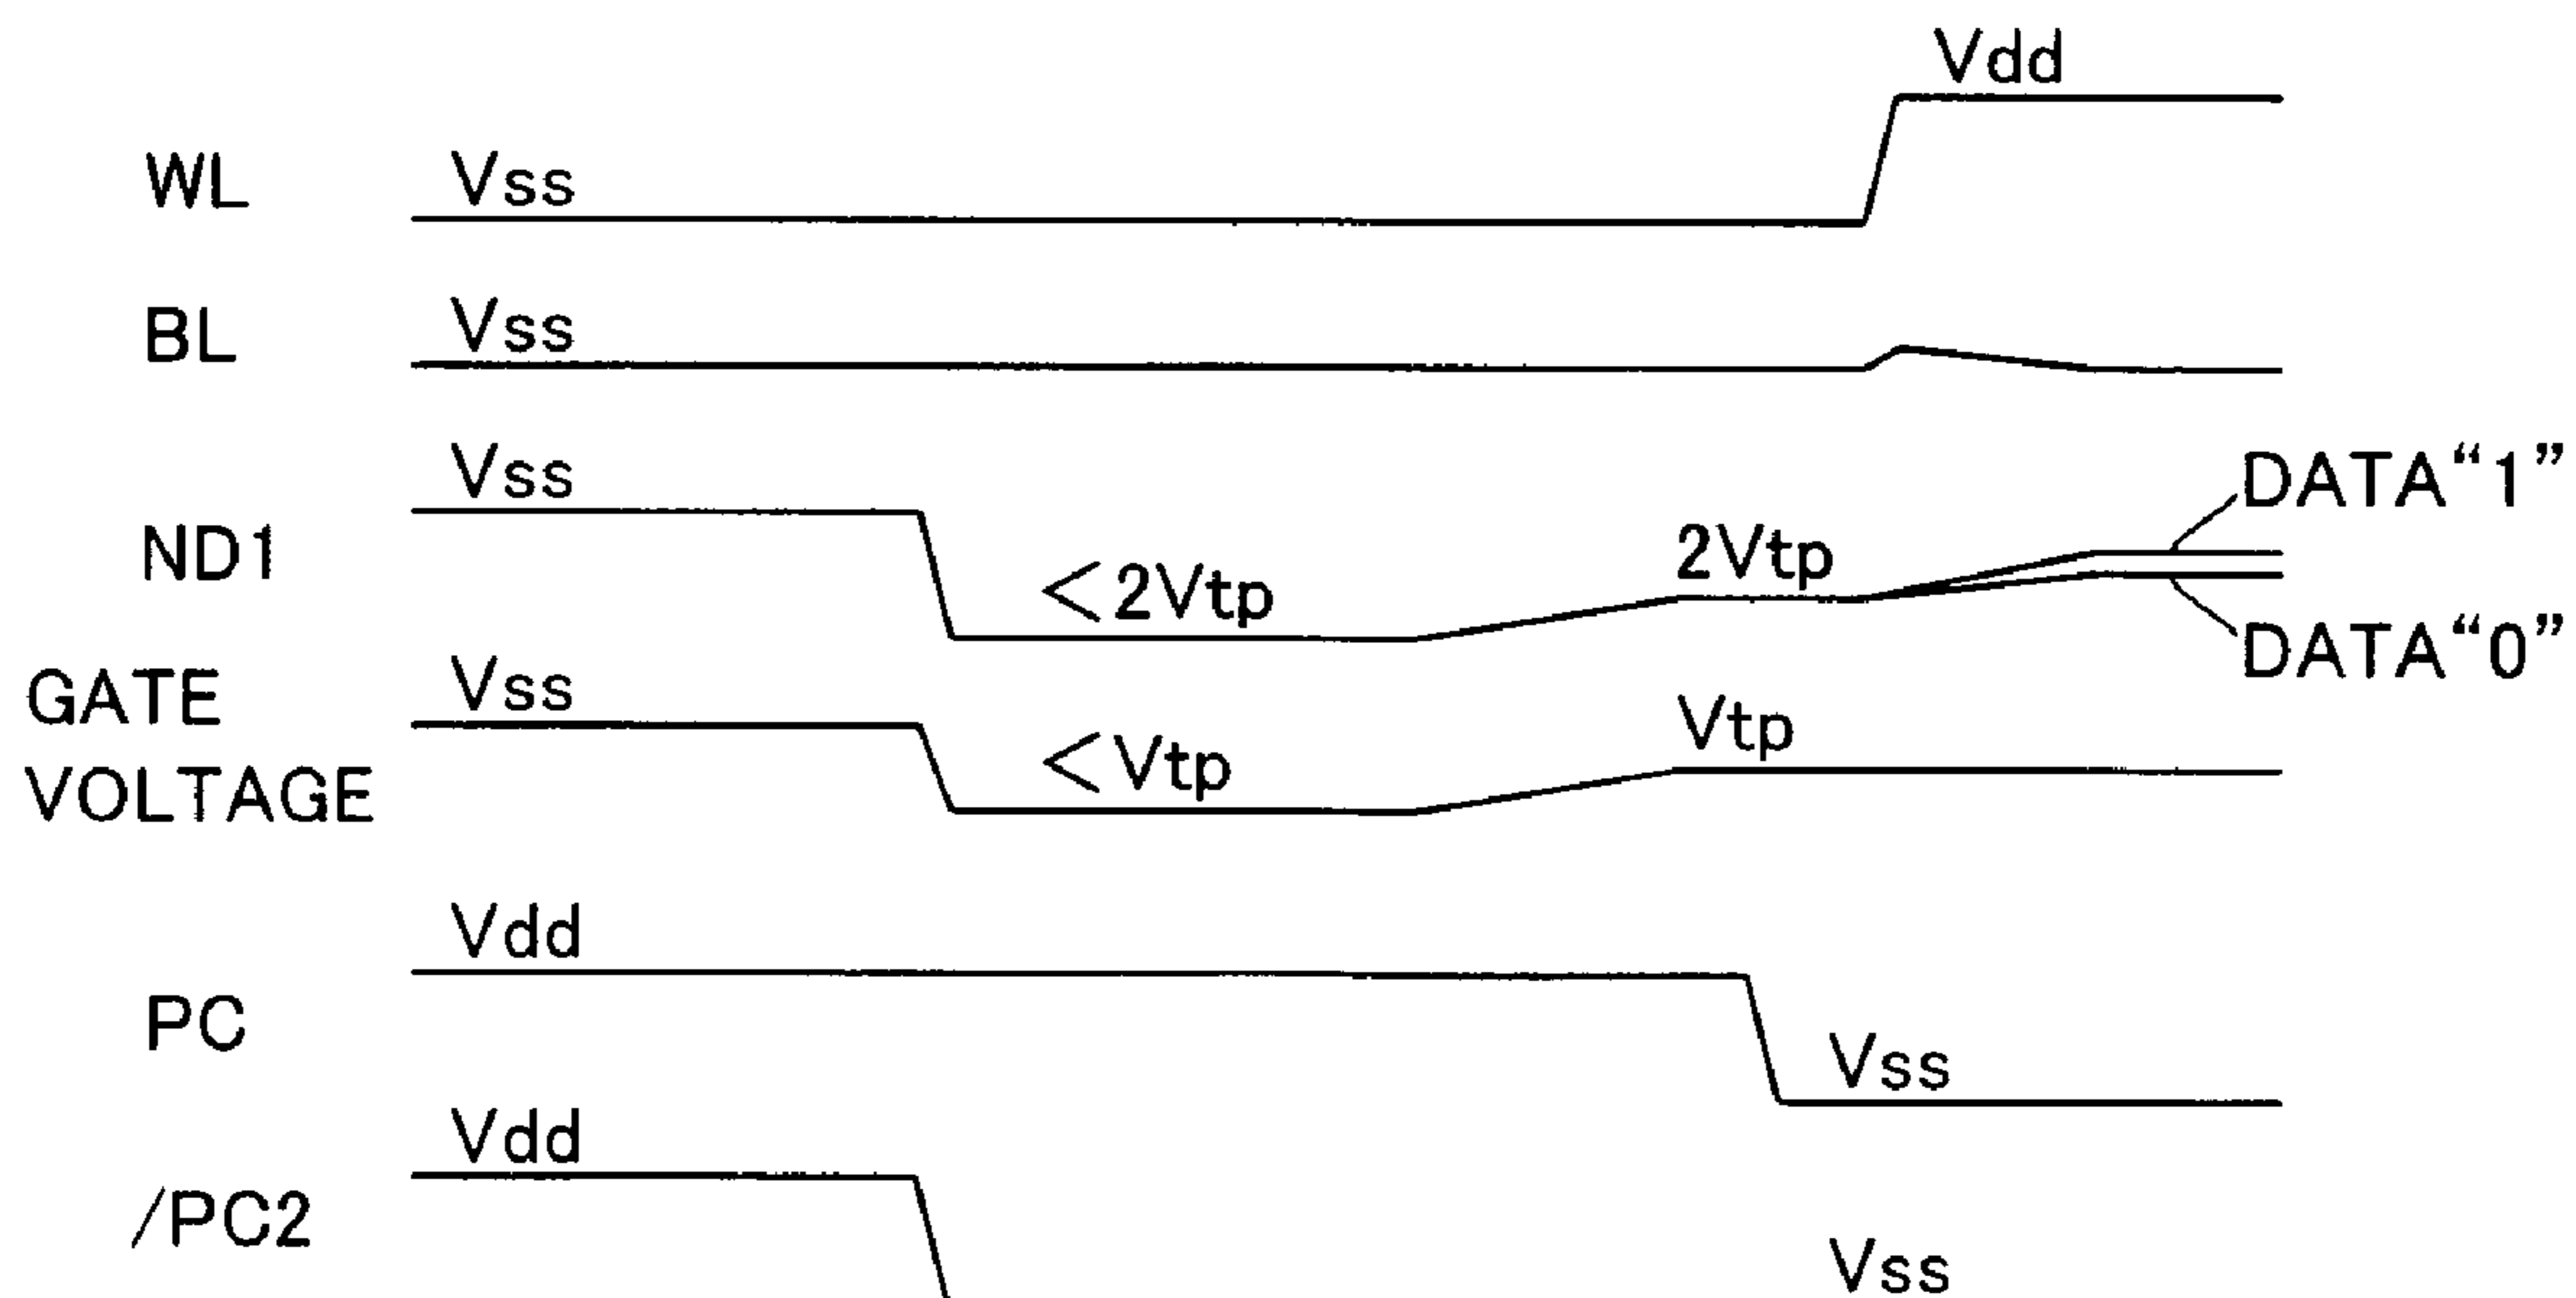 Vdd
WL Vss
BL Vss
Vss
DATA“1”
ND1 <2Vtp 2Vtp
DATA“0”
GATE VOLTAGE Vss
<Vtp Vtp
Vdd
PC
Vss
Vdd
/PC2
Vss